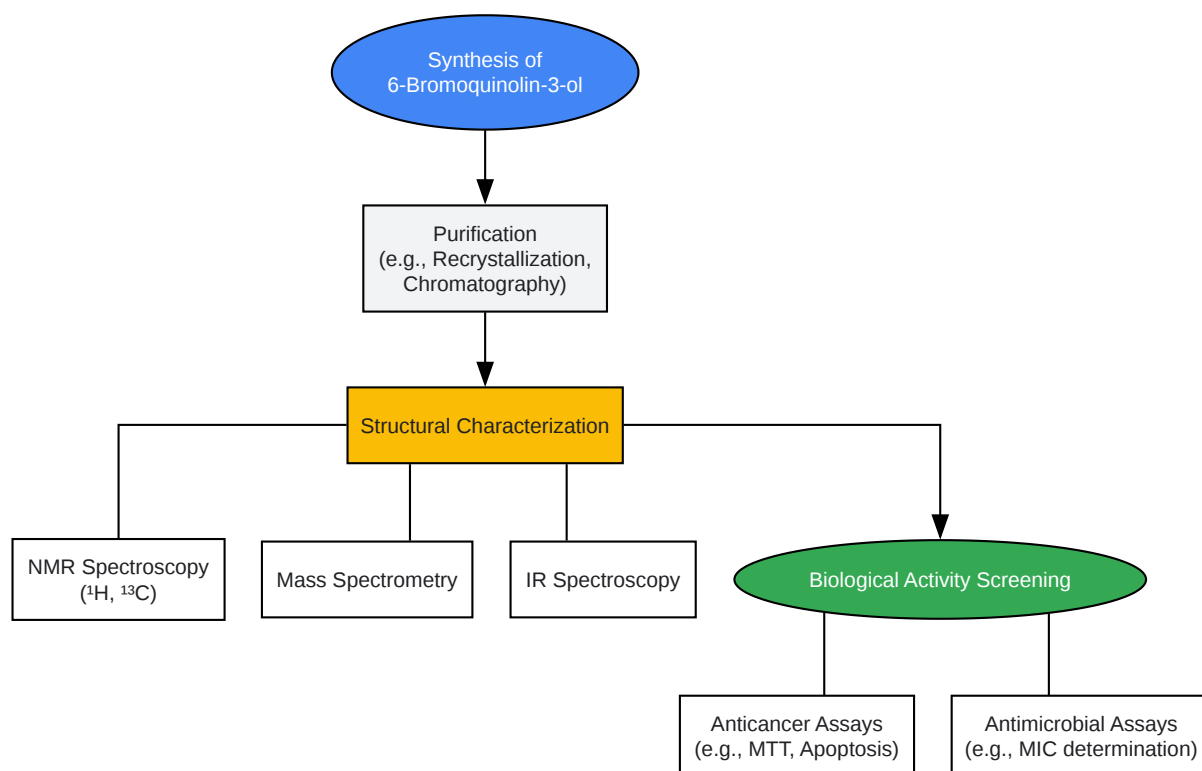 Synthesis of
6-Bromoquinolin-3-ol
Purification
(e.g., Recrystallization,
Chromatography)
Structural Characterization
NMR Spectroscopy
(¹H, ¹³C)
Mass Spectrometry
IR Spectroscopy
Biological Activity Screening
Anticancer Assays
(e.g., MTT, Apoptosis)
Antimicrobial Assays
(e.g., MIC determination)